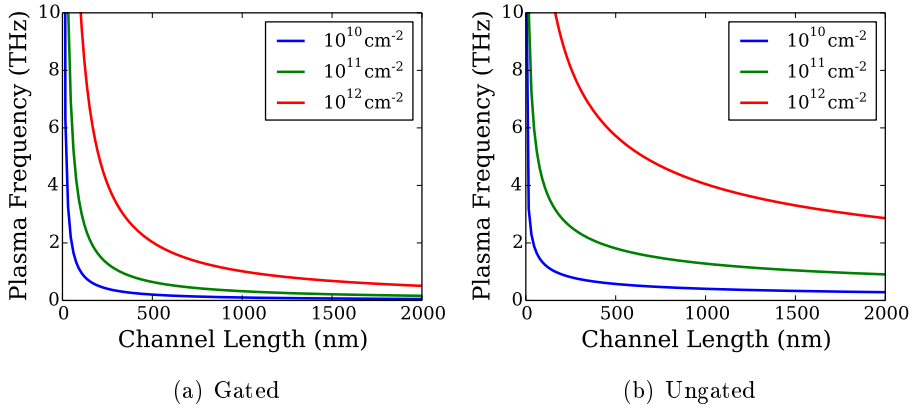 Plasma Frequency (THz)
10
8
6
4
2
0
10^10 cm^-2
10^11 cm^-2
10^12 cm^-2
0 500 1000 1500 2000
Channel Length (nm)
(a) Gated
Plasma Frequency (THz)
10
8
6
4
2
0
10^10 cm^-2
10^11 cm^-2
10^12 cm^-2
0 500 1000 1500 2000
Channel Length (nm)
(b) Ungated